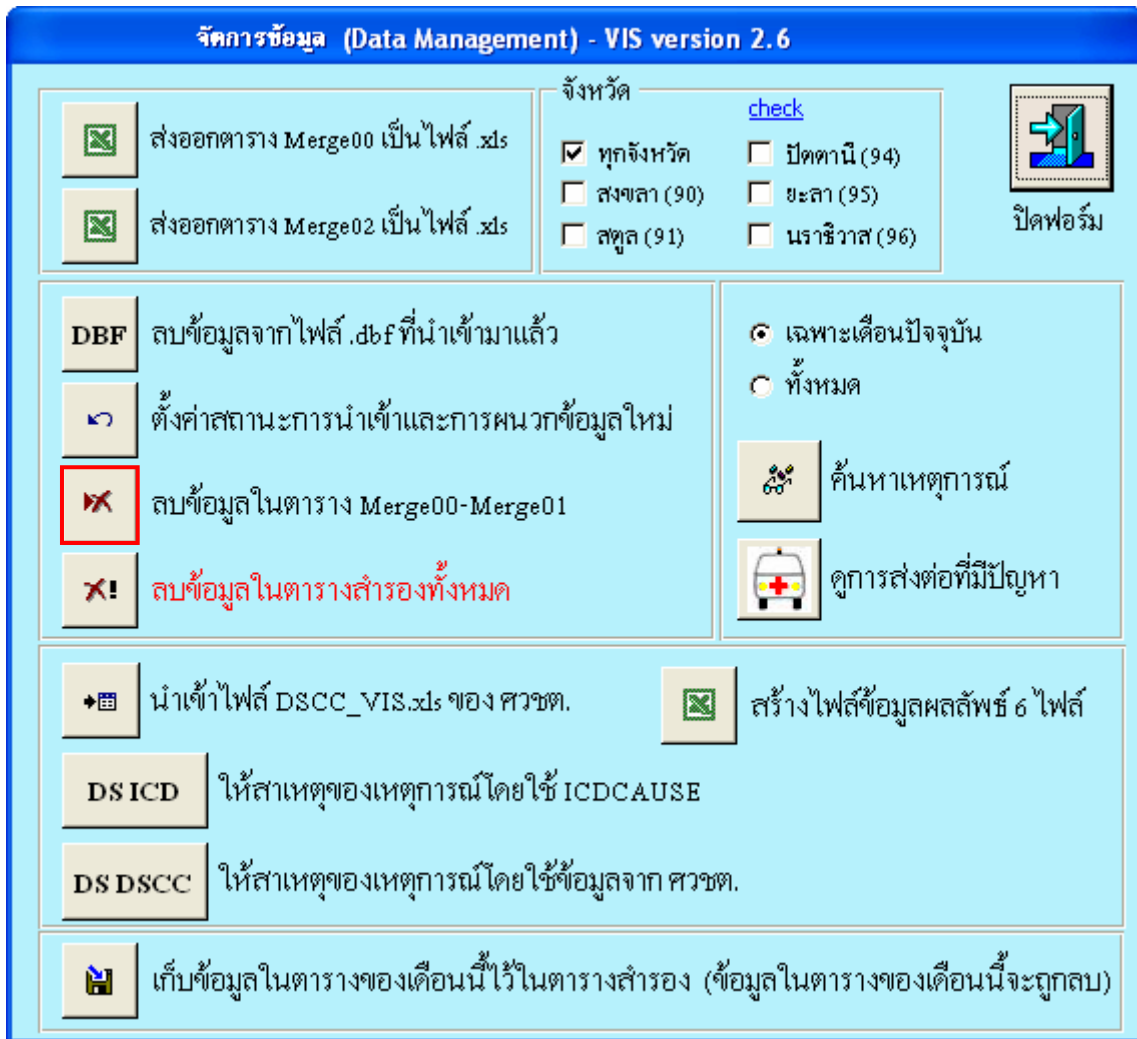 จัดการข้อมูล (Data Management) - VIS version 2.6
ส่งออกตาราง Merge00 เป็นไฟล์ .xls
ส่งออกตาราง Merge02 เป็นไฟล์ .xls
จังหวัด
check
ทุกจังหวัด
ปัตตานี (94)
สงขลา (90)
ยะลา (95)
สตูล (91)
นราธิวาส (96)
ปิดฟอร์ม
DBF ลบข้อมูลจากไฟล์ .dbf ที่นำเข้ามาแล้ว
ตั้งค่าสถานะการนำเข้าและการผนวกข้อมูลใหม่
ลบข้อมูลในตาราง Merge00-Merge01
ลบข้อมูลในตารางสำรองทั้งหมด
เฉพาะเดือนปัจจุบัน
ทั้งหมด
ค้นหาเหตุการณ์
ดูการส่งต่อที่มีปัญหา
นำเข้าไฟล์ DSCC_VIS.xls ของ ศวชต.
สร้างไฟล์ข้อมูลผลลัพธ์ 6 ไฟล์
DS ICD ให้สาเหตุของเหตุการณ์โดยใช้ ICDCAUSE
DS DSCC ให้สาเหตุของเหตุการณ์โดยใช้ข้อมูลจาก ศวชต.
เก็บข้อมูลในตารางของเดือนนี้ไว้ในตารางสำรอง (ข้อมูลในตารางของเดือนนี้จะถูกลบ)